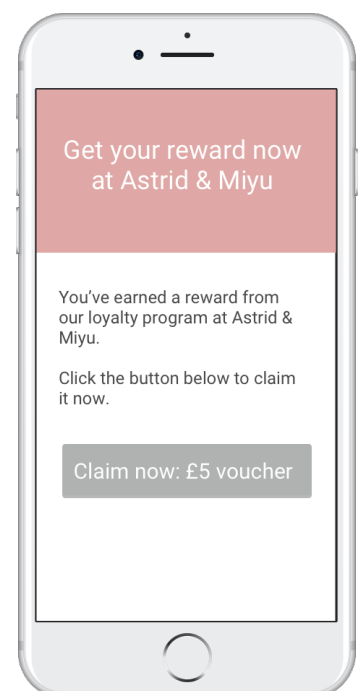 Get your reward now
at Astrid & Miyu
You’ve earned a reward from
our loyalty program at Astrid &
Miyu.
Click the button below to claim
it now.
Claim now: £5 voucher